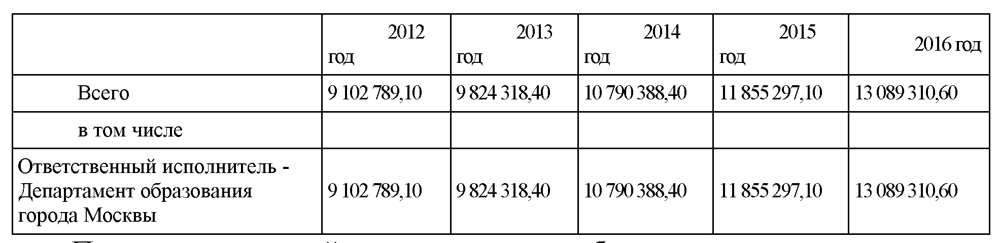 2012 год 2013 год 2014 год 2015 год 2016 год
Всего 9 102 789,10 9 824 318,40 10 790 388,40 11 855 297,10 13 089 310,60
в том числе
Ответственный исполнитель -
Департамент образования
города Москвы 9 102 789,10 9 824 318,40 10 790 388,40 11 855 297,10 13 089 310,60